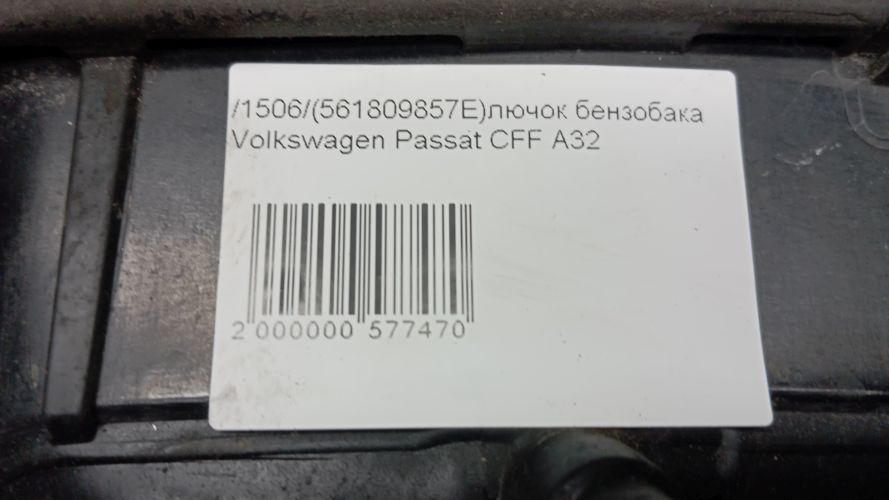 /1506/(561809857E)лючок бензобака
Volkswagen Passat CFF A32
2 000000 577470